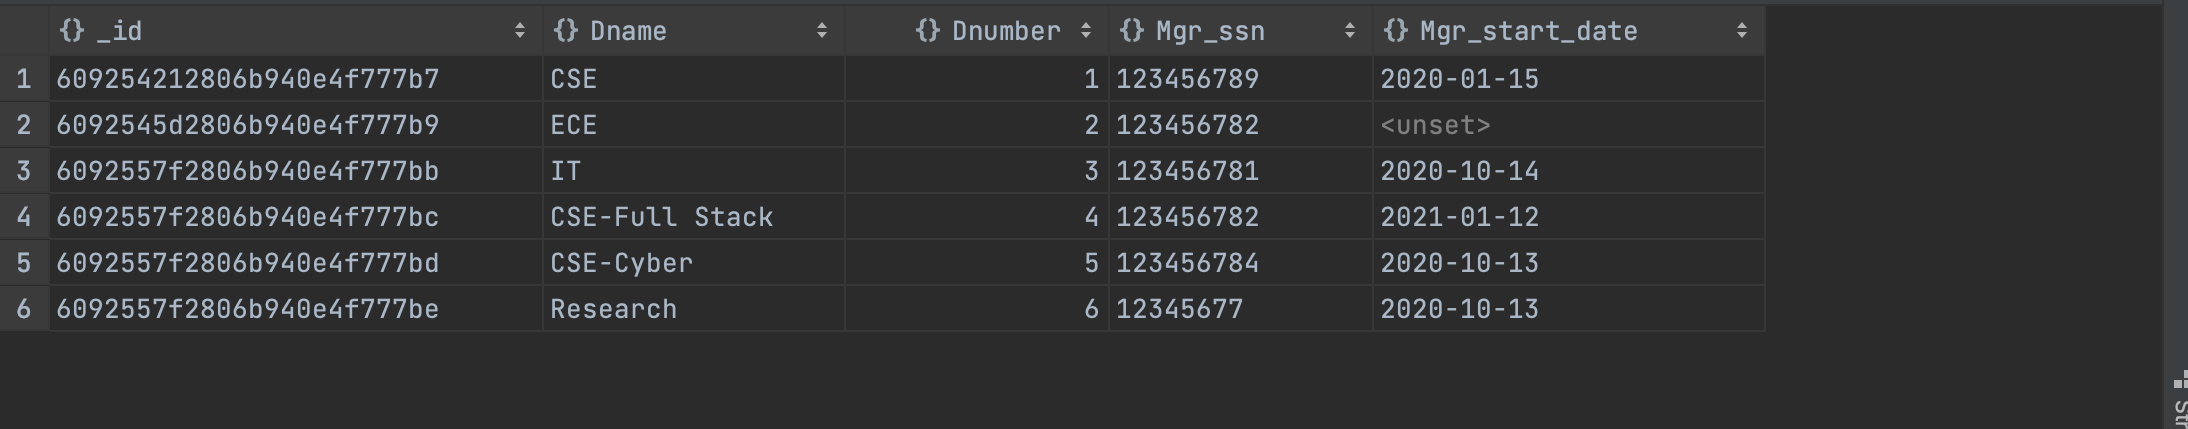 {} _id {} Dname {} Dnumber {} Mgr_ssn {} Mgr_start_date
1 609254212806b940e4f777b7 CSE 1 123456789 2020-01-15
2 6092545d2806b940e4f777b9 ECE 2 123456782 <unset>
3 6092557f2806b940e4f777bb IT 3 123456781 2020-10-14
4 6092557f2806b940e4f777bc CSE-Full Stack 4 123456782 2021-01-12
5 6092557f2806b940e4f777bd CSE-Cyber 5 123456784 2020-10-13
6 6092557f2806b940e4f777be Research 6 12345677 2020-10-13